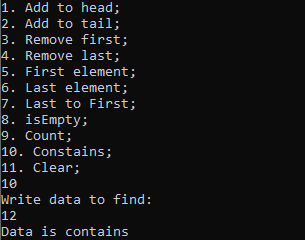 1. Add to head;
2. Add to tail;
3. Remove first;
4. Remove last;
5. First element;
6. Last element;
7. Last to First;
8. isEmpty;
9. Count;
10. Constains;
11. Clear;
10
Write data to find:
12
Data is contains